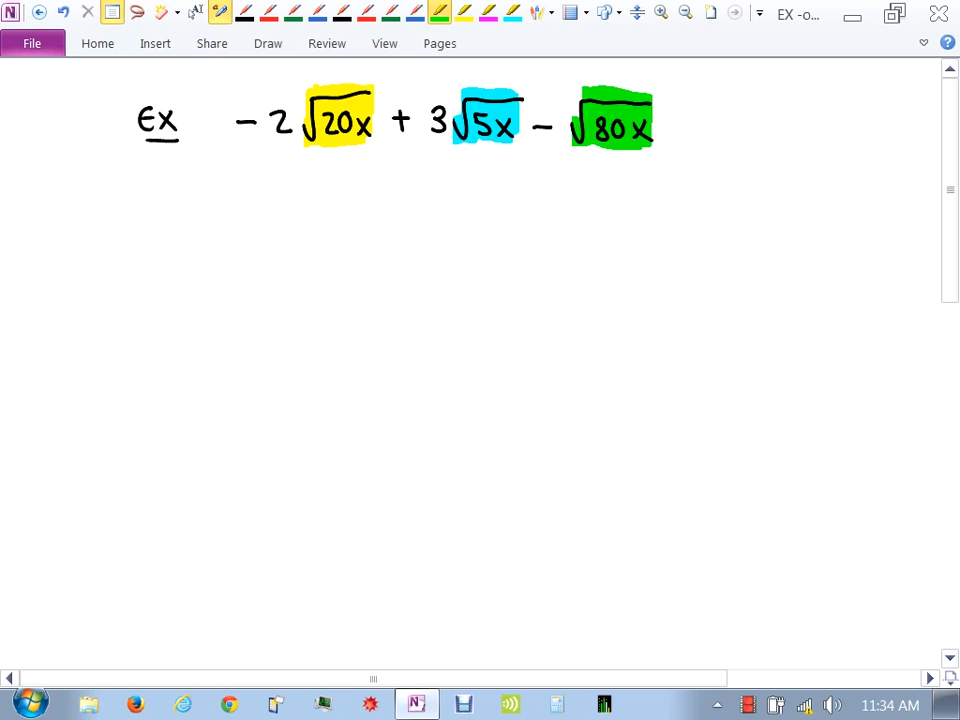 EX -o...
File Home Insert Share Draw Review View Pages
Ex - 2√20x + 3√5x - √80x
11:34 AM